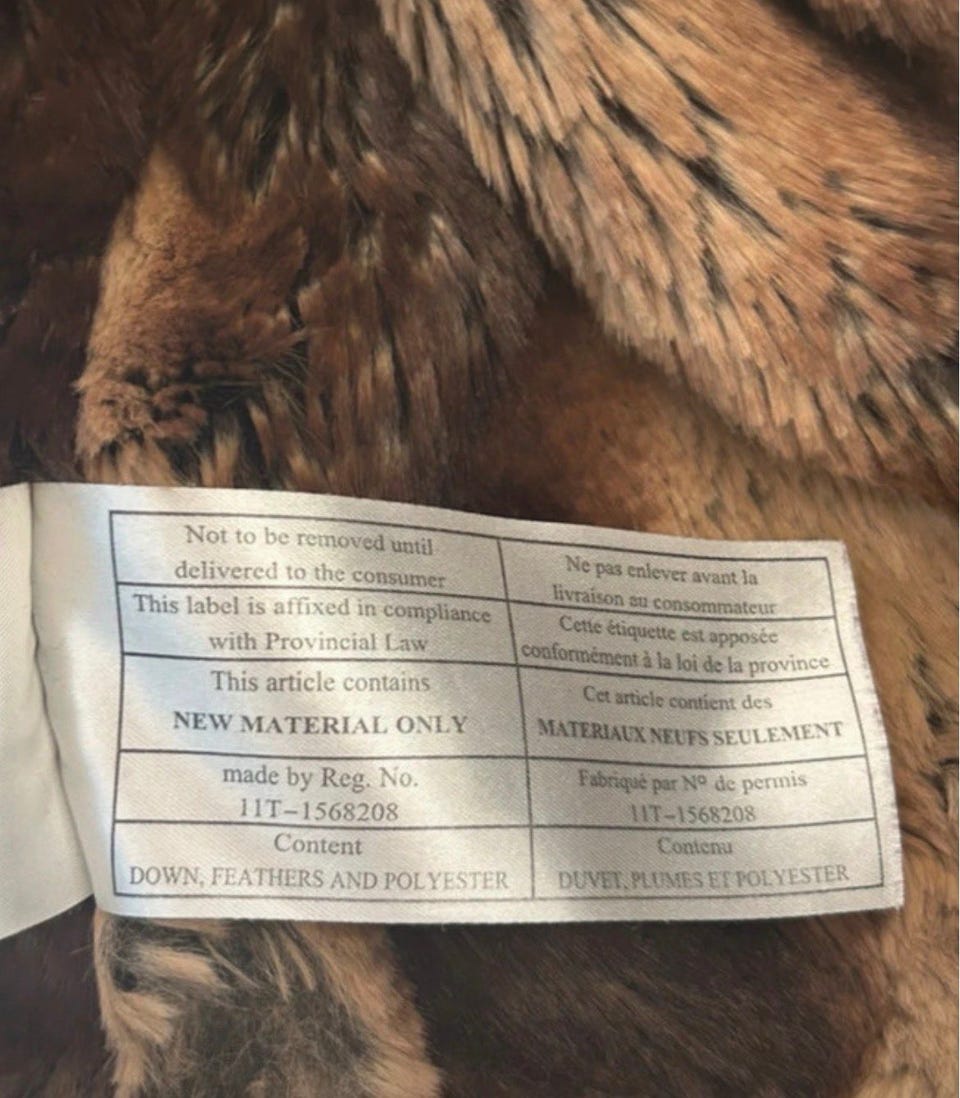 Not to be removed until
delivered to the consumer
Ne pas enlever avant la
livraison au consommateur
This label is affixed in compliance
with Provincial Law
Cette étiquette est apposée
conformément à la loi de la province
This article contains
NEW MATERIAL ONLY
Cet article contient des
MATERIAUX NEUFS SEULEMENT
made by Reg. No.
11T-1568208
Fabriqué par Nº de permis
11T-1568208
Content
DOWN, FEATHERS AND POLYESTER
Contenu
DUVET, PLUMES ET POLYESTER